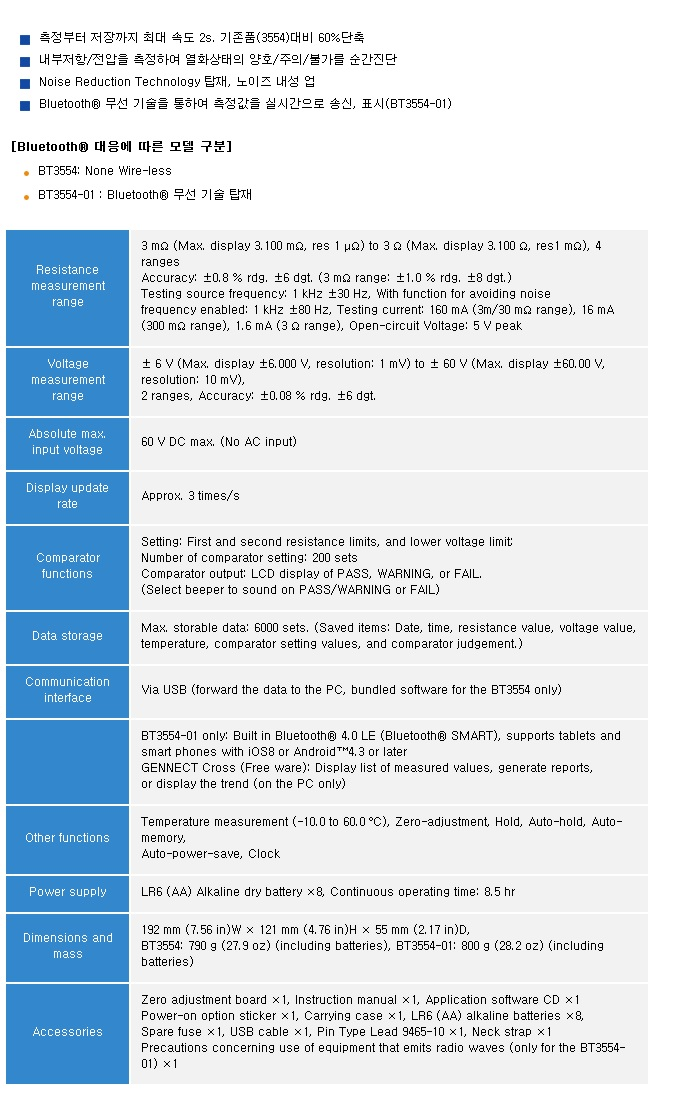 측정부터 저장까지 최대 속도 2s. 기존품(3554)대비 60%단축
내부저항/전압을 측정하여 열화상태의 양호/주의/불가를 순간진단
Noise Reduction Technology 탑재, 노이즈 내성 업
Bluetooth® 무선 기술을 통하여 측정값을 실시간으로 송신, 표시(BT3554-01)
[Bluetooth® 대응에 따른 모델 구분]
BT3554: None Wire-less
BT3554-01 : Bluetooth® 무선 기술 탑재
Resistance
measurement
range
3 mΩ (Max. display 3.100 mΩ, res 1 μΩ) to 3 Ω (Max. display 3.100 Ω, res1 mΩ), 4
ranges
Accuracy: ±0.8 % rdg. ±6 dgt. (3 mΩ range: ±1.0 % rdg. ±8 dgt.)
Testing source frequency: 1 kHz ±30 Hz, With function for avoiding noise
frequency enabled: 1 kHz ±80 Hz, Testing current: 160 mA (3m/30 mΩ range), 16 mA
(300 mΩ range), 1.6 mA (3 Ω range), Open-circuit Voltage: 5 V peak
Voltage
measurement
range
± 6 V (Max. display ±6.000 V, resolution: 1 mV) to ± 60 V (Max. display ±60.00 V,
resolution: 10 mV),
2 ranges, Accuracy: ±0.08 % rdg. ±6 dgt.
Absolute max.
input voltage
60 V DC max. (No AC input)
Display update
rate
Approx. 3 times/s
Comparator
functions
Setting: First and second resistance limits, and lower voltage limit;
Number of comparator setting: 200 sets
Comparator output: LCD display of PASS, WARNING, or FAIL.
(Select beeper to sound on PASS/WARNING or FAIL)
Data storage
Max. storable data: 6000 sets. (Saved items: Date, time, resistance value, voltage value,
temperature, comparator setting values, and comparator judgement.)
Communication
interface
Via USB (forward the data to the PC, bundled software for the BT3554 only)
BT3554-01 only: Built in Bluetooth® 4.0 LE (Bluetooth® SMART), supports tablets and
smart phones with iOS8 or Android™4.3 or later
GENNECT Cross (Free ware): Display list of measured values, generate reports,
or display the trend (on the PC only)
Other functions
Temperature measurement (-10.0 to 60.0 °C), Zero-adjustment, Hold, Auto-hold, Auto-
memory,
Auto-power-save, Clock
Power supply
LR6 (AA) Alkaline dry battery ×8, Continuous operating time: 8.5 hr
Dimensions and
mass
192 mm (7.56 in)W × 121 mm (4.76 in)H × 55 mm (2.17 in)D,
BT3554: 790 g (27.9 oz) (including batteries), BT3554-01: 800 g (28.2 oz) (including
batteries)
Accessories
Zero adjustment board ×1, Instruction manual ×1, Application software CD ×1
Power-on option sticker ×1, Carrying case ×1, LR6 (AA) alkaline batteries ×8,
Spare fuse ×1, USB cable ×1, Pin Type Lead 9465-10 ×1, Neck strap ×1
Precautions concerning use of equipment that emits radio waves (only for the BT3554-
01) ×1